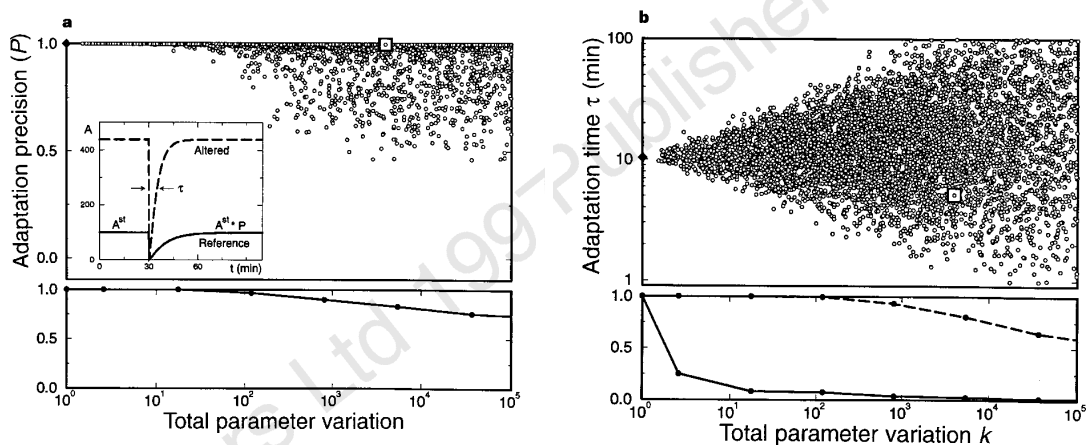 a
Adaptation precision (P)
1.0
0.5
0.0
A
400
200
0
A^st
τ
Altered
A^st · P
Reference
0
30
60
t (min)
1.0
0.5
0.0
10^0
10^1
10^2
10^3
10^4
10^5
Total parameter variation
b
Adaptation time τ (min)
100
10
1
1.0
0.5
0.0
10^0
10^1
10^2
10^3
10^4
10^5
Total parameter variation k
Publishers Ltd 199